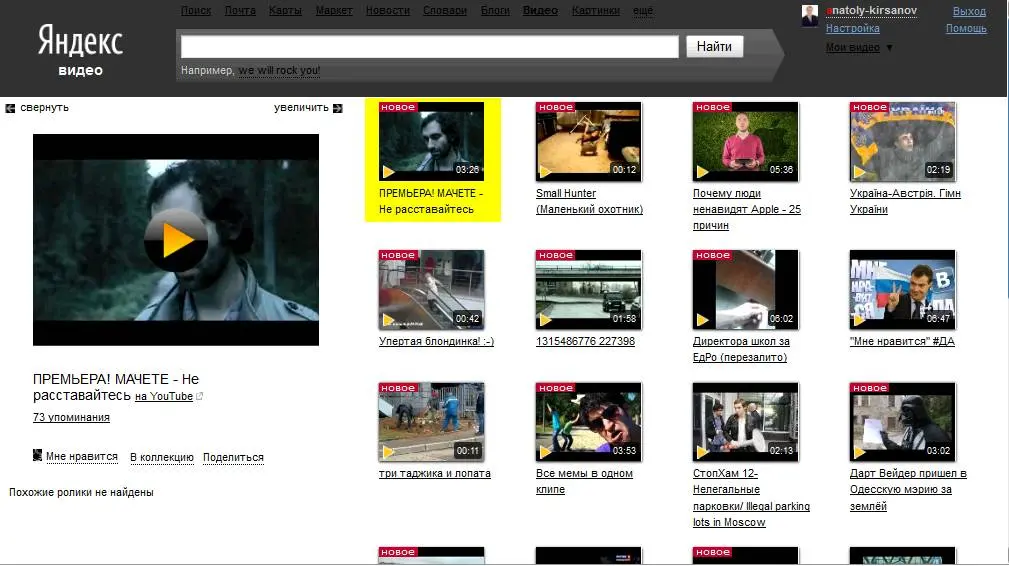 Поиск Почта Карты Маркет Новости Словари Блоги Видео Картинки ещё
anatoly-kirsanov Выход
Настройка Помощь
Мои видео ▼
Яндекс
видео
Найти
Например, we will rock you!
свернуть увеличить
ПРЕМЬЕРА! МАЧЕТЕ - Не
расставайтесь на YouTube
73 упоминания
Мне нравится В коллекцию Поделиться
Похожие ролики не найдены
новое
03:26
ПРЕМЬЕРА! МАЧЕТЕ -
Не расставайтесь
новое
00:12
Small Hunter
(Маленький охотник)
новое
05:36
Почему люди
ненавидят Apple - 25
причин
новое
02:19
Україна-Австрія. Гімн
України
новое
00:42
Упертая блондинка! :-)
новое
01:58
1315486776 227398
новое
06:02
Директора школ за
ЕдРо (перезалито)
МНЕ
НРАВИТСЯ
06:47
"Мне нравится" #ДА
новое
00:11
три таджика и лопата
новое
03:53
Все мемы в одном
клипе
02:13
СтопХам 12-
Нелегальные
парковки/ Illegal parking
lots in Moscow
новое
03:02
Дарт Вейдер пришел в
Одесскую мэрию за
землёй
новое
новое